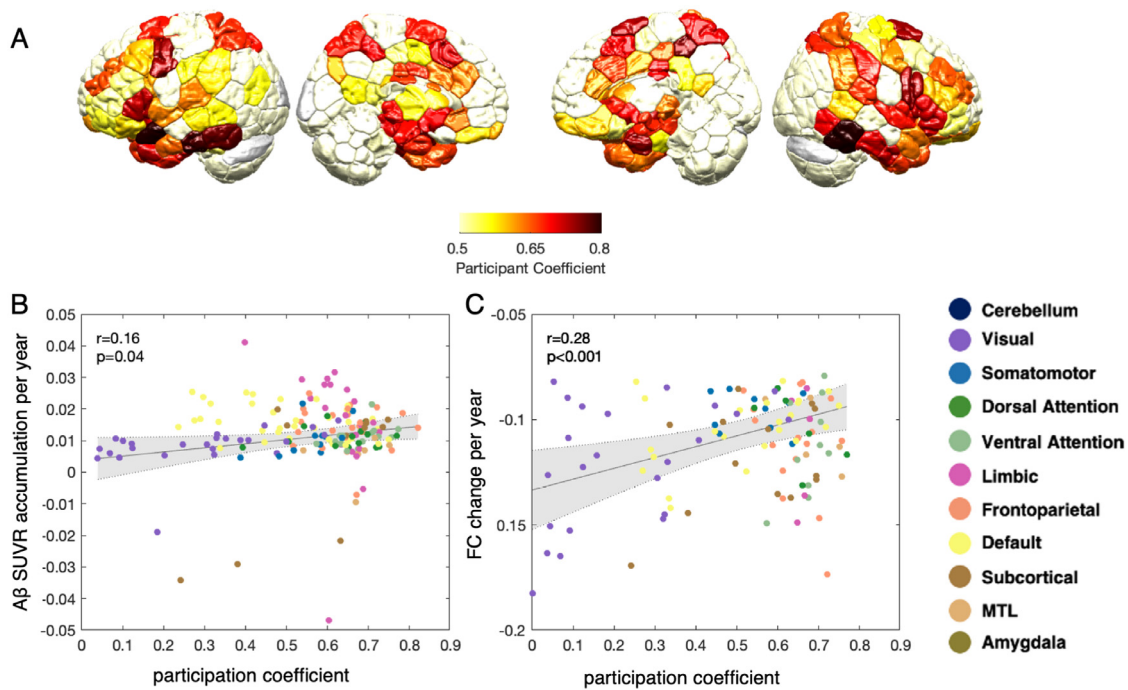 A
0.5 0.65 0.8
Participant Coefficient
B
Aβ SUVR accumulation per year
0.05
0.04
0.03
0.02
0.01
0
-0.01
-0.02
-0.03
-0.04
-0.05
r=0.16
p=0.04
0 0.1 0.2 0.3 0.4 0.5 0.6 0.7 0.8 0.9
participation coefficient
C
FC change per year
-0.05
-0.1
0.15
-0.2
r=0.28
p<0.001
0 0.1 0.2 0.3 0.4 0.5 0.6 0.7 0.8 0.9
participation coefficient
Cerebellum
Visual
Somatomotor
Dorsal Attention
Ventral Attention
Limbic
Frontoparietal
Default
Subcortical
MTL
Amygdala